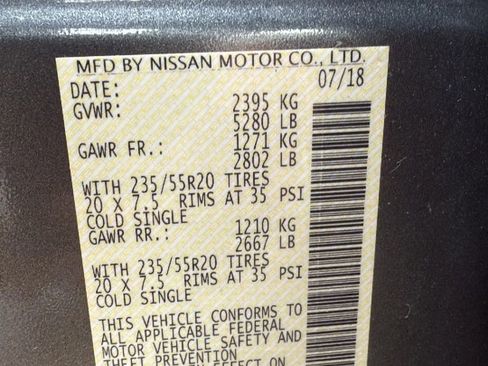 MFD BY NISSAN MOTOR CO., LTD.
DATE: 07/18
GVWR: 2395 KG
5280 LB
GAWR FR.: 1271 KG
2802 LB
WITH 235/55R20 TIRES
20 X 7.5 RIMS AT 35 PSI
COLD SINGLE
GAWR RR.: 1210 KG
2667 LB
WITH 235/55R20 TIRES
20 X 7.5 RIMS AT 35 PSI
COLD SINGLE
THIS VEHICLE CONFORMS TO
ALL APPLICABLE FEDERAL
MOTOR VEHICLE SAFETY AND
THEFT PREVENTION
EFFECT ON